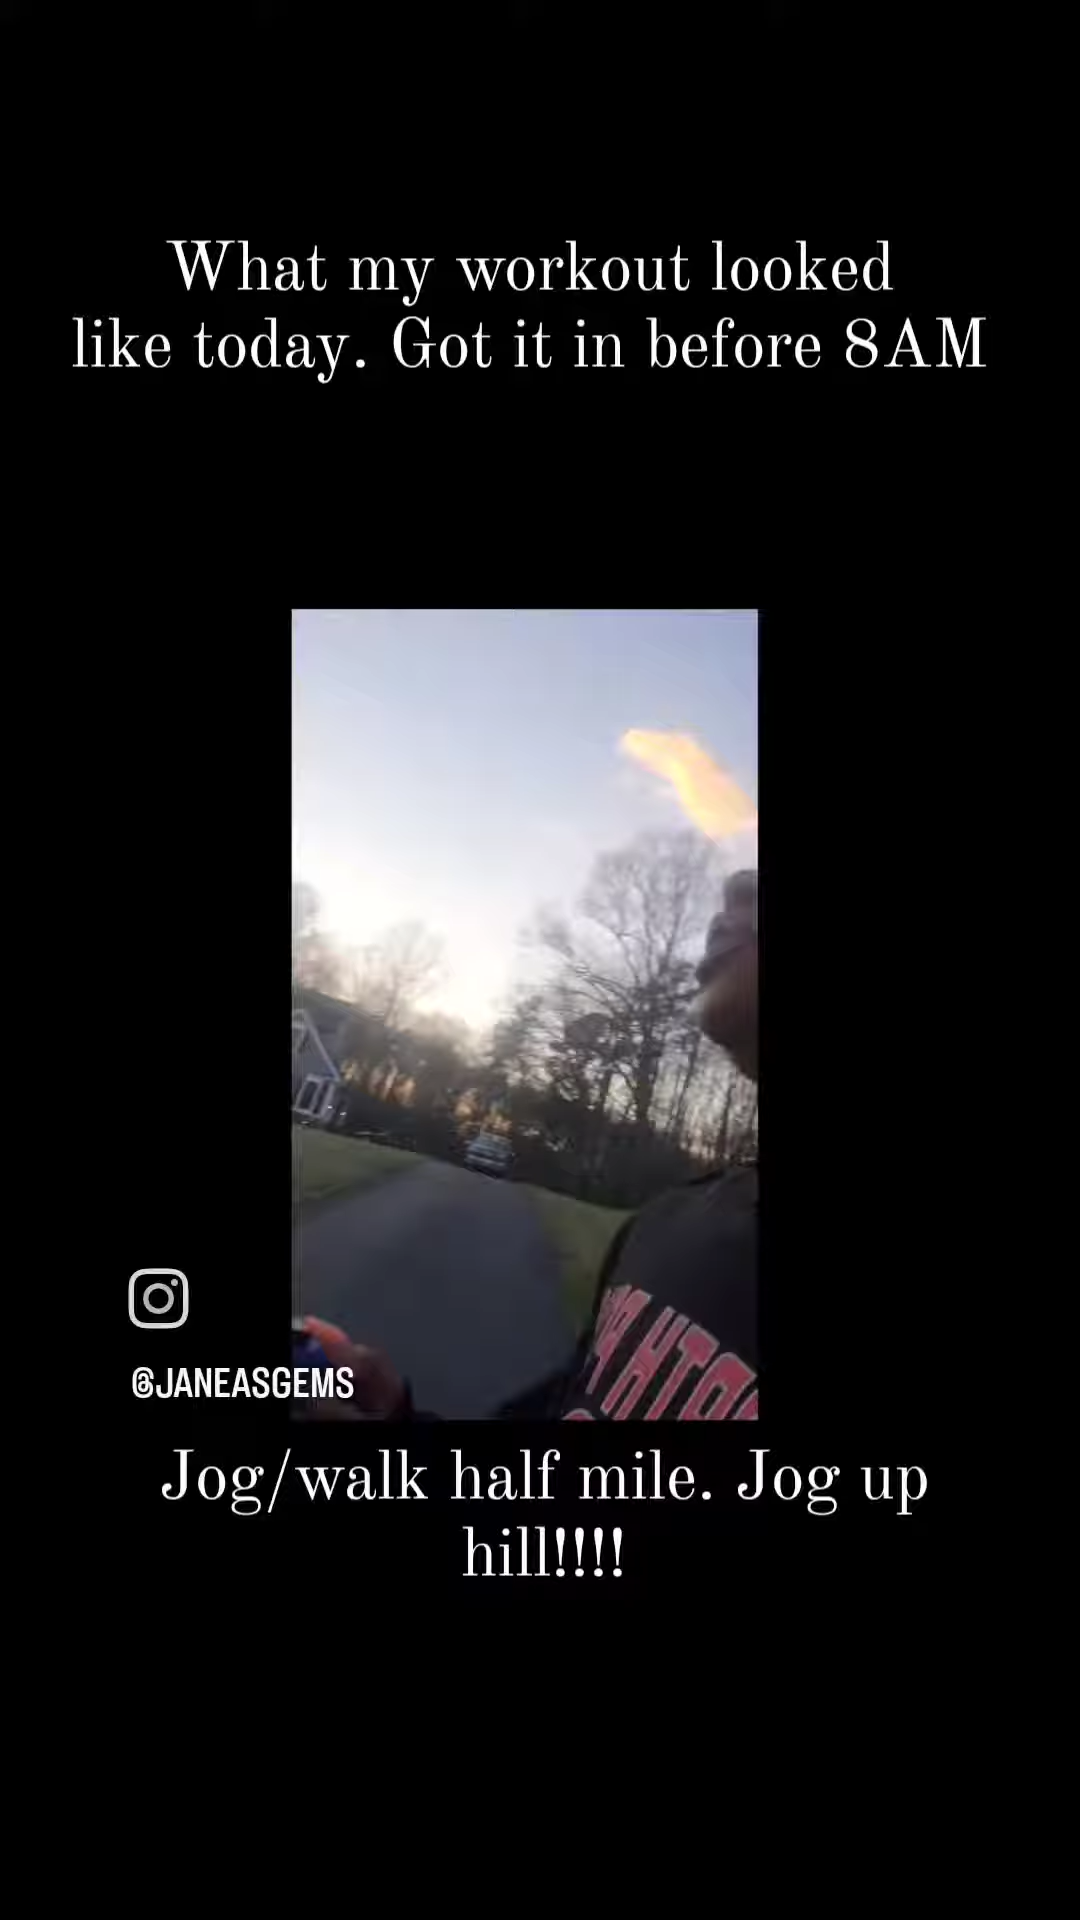 What my workout looked
like today. Got it in before 8AM
@JANEASGEMS
Jog/walk half mile. Jog up
hill!!!!